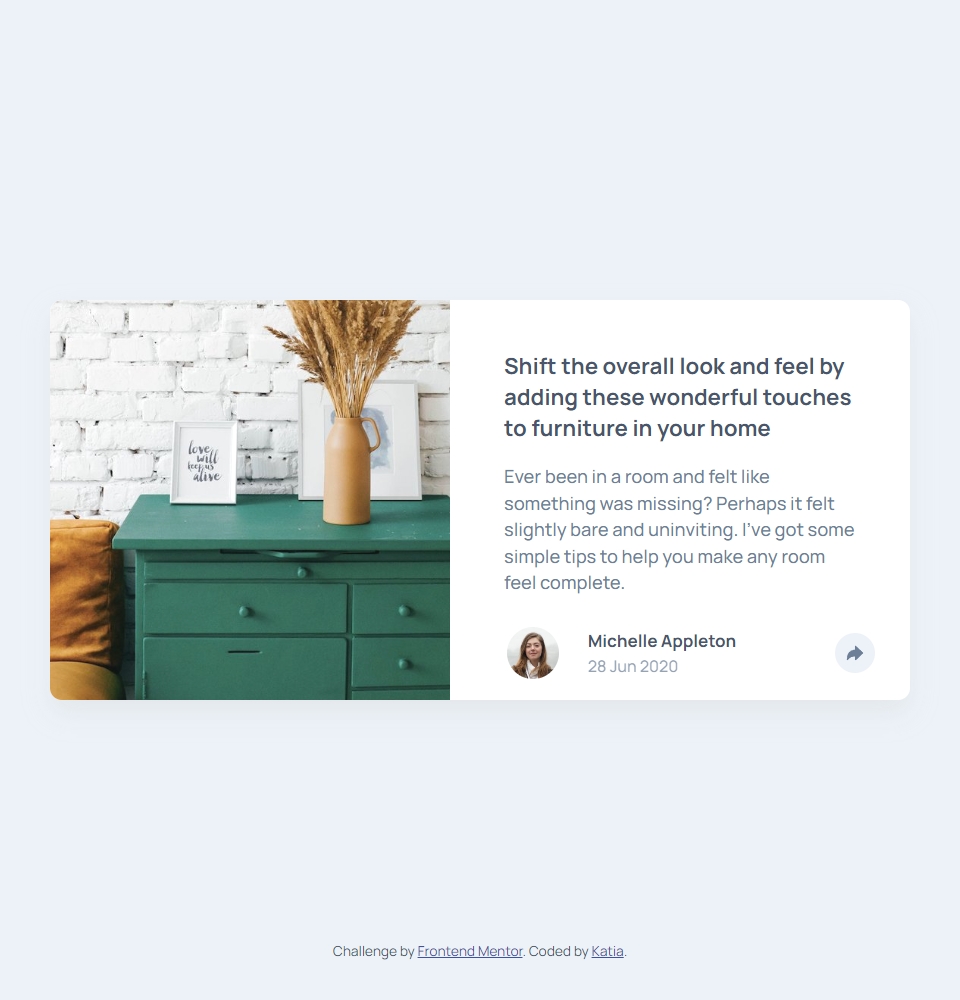 love
will
keep us
alive
Shift the overall look and feel by
adding these wonderful touches
to furniture in your home
Ever been in a room and felt like
something was missing? Perhaps it felt
slightly bare and uninviting. I've got some
simple tips to help you make any room
feel complete.
Michelle Appleton
28 Jun 2020
Challenge by Frontend Mentor. Coded by Katia.